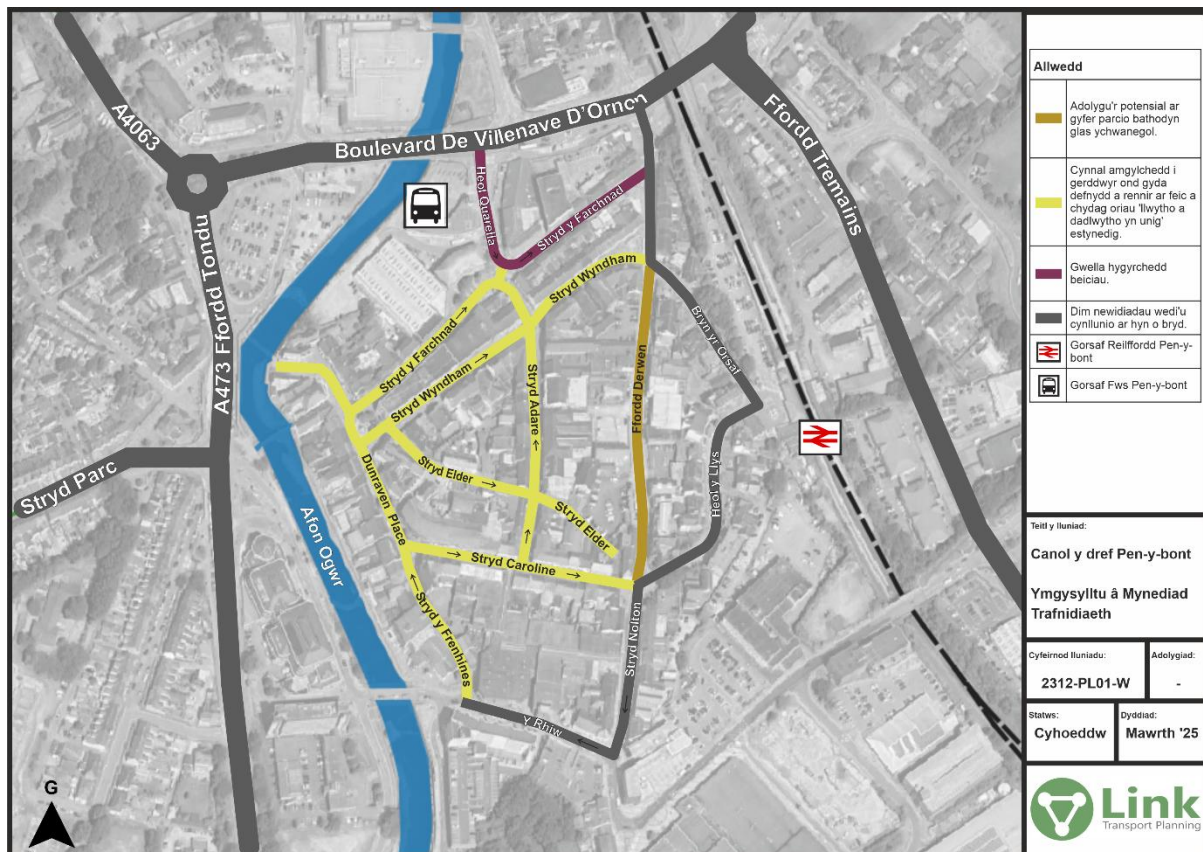 A4063
Boulevard De Villenave D'Ornon
Ffordd Tremains
A473 Ffordd Tondu
Heol Quarella
Stryd y Farchnad
Stryd Wyndham
Stryd y Farchnad
Stryd Wyndham
Bryn yr Orsaf
Stryd Adare
Ffordd Derwen
Stryd Parc
Dunraven Place
Stryd Elder
Stryd Elder
Heol y Llys
Afon Ogwr
Stryd Caroline
Stryd y Frenhines
Stryd Nolton
Y Rhiw
G
Allwedd
Adolygu'r potensial ar
gyfer parcio bathodyn
glas ychwanegol.
Cynnal amgylchedd i
gerddwyr ond gyda
defnydd a rennir ar feic a
chydag oriau 'llwytho a
dadlwytho yn unig'
estynedig.
Gwella hygyrchedd
beiciau.
Dim newidiadau wedi'u
cynllunio ar hyn o bryd.
Gorsaf Reilffordd Pen-y-
bont
Gorsaf Fws Pen-y-bont
Teitl y lluniad:
Canol y dref Pen-y-bont
Ymgysylltu â Mynediad
Trafnidiaeth
Cyfeirnod lluniadu:
2312-PL01-W
Adolygiad:
-
Statws:
Cyhoeddw
Dyddiad:
Mawrth '25
Link
Transport Planning